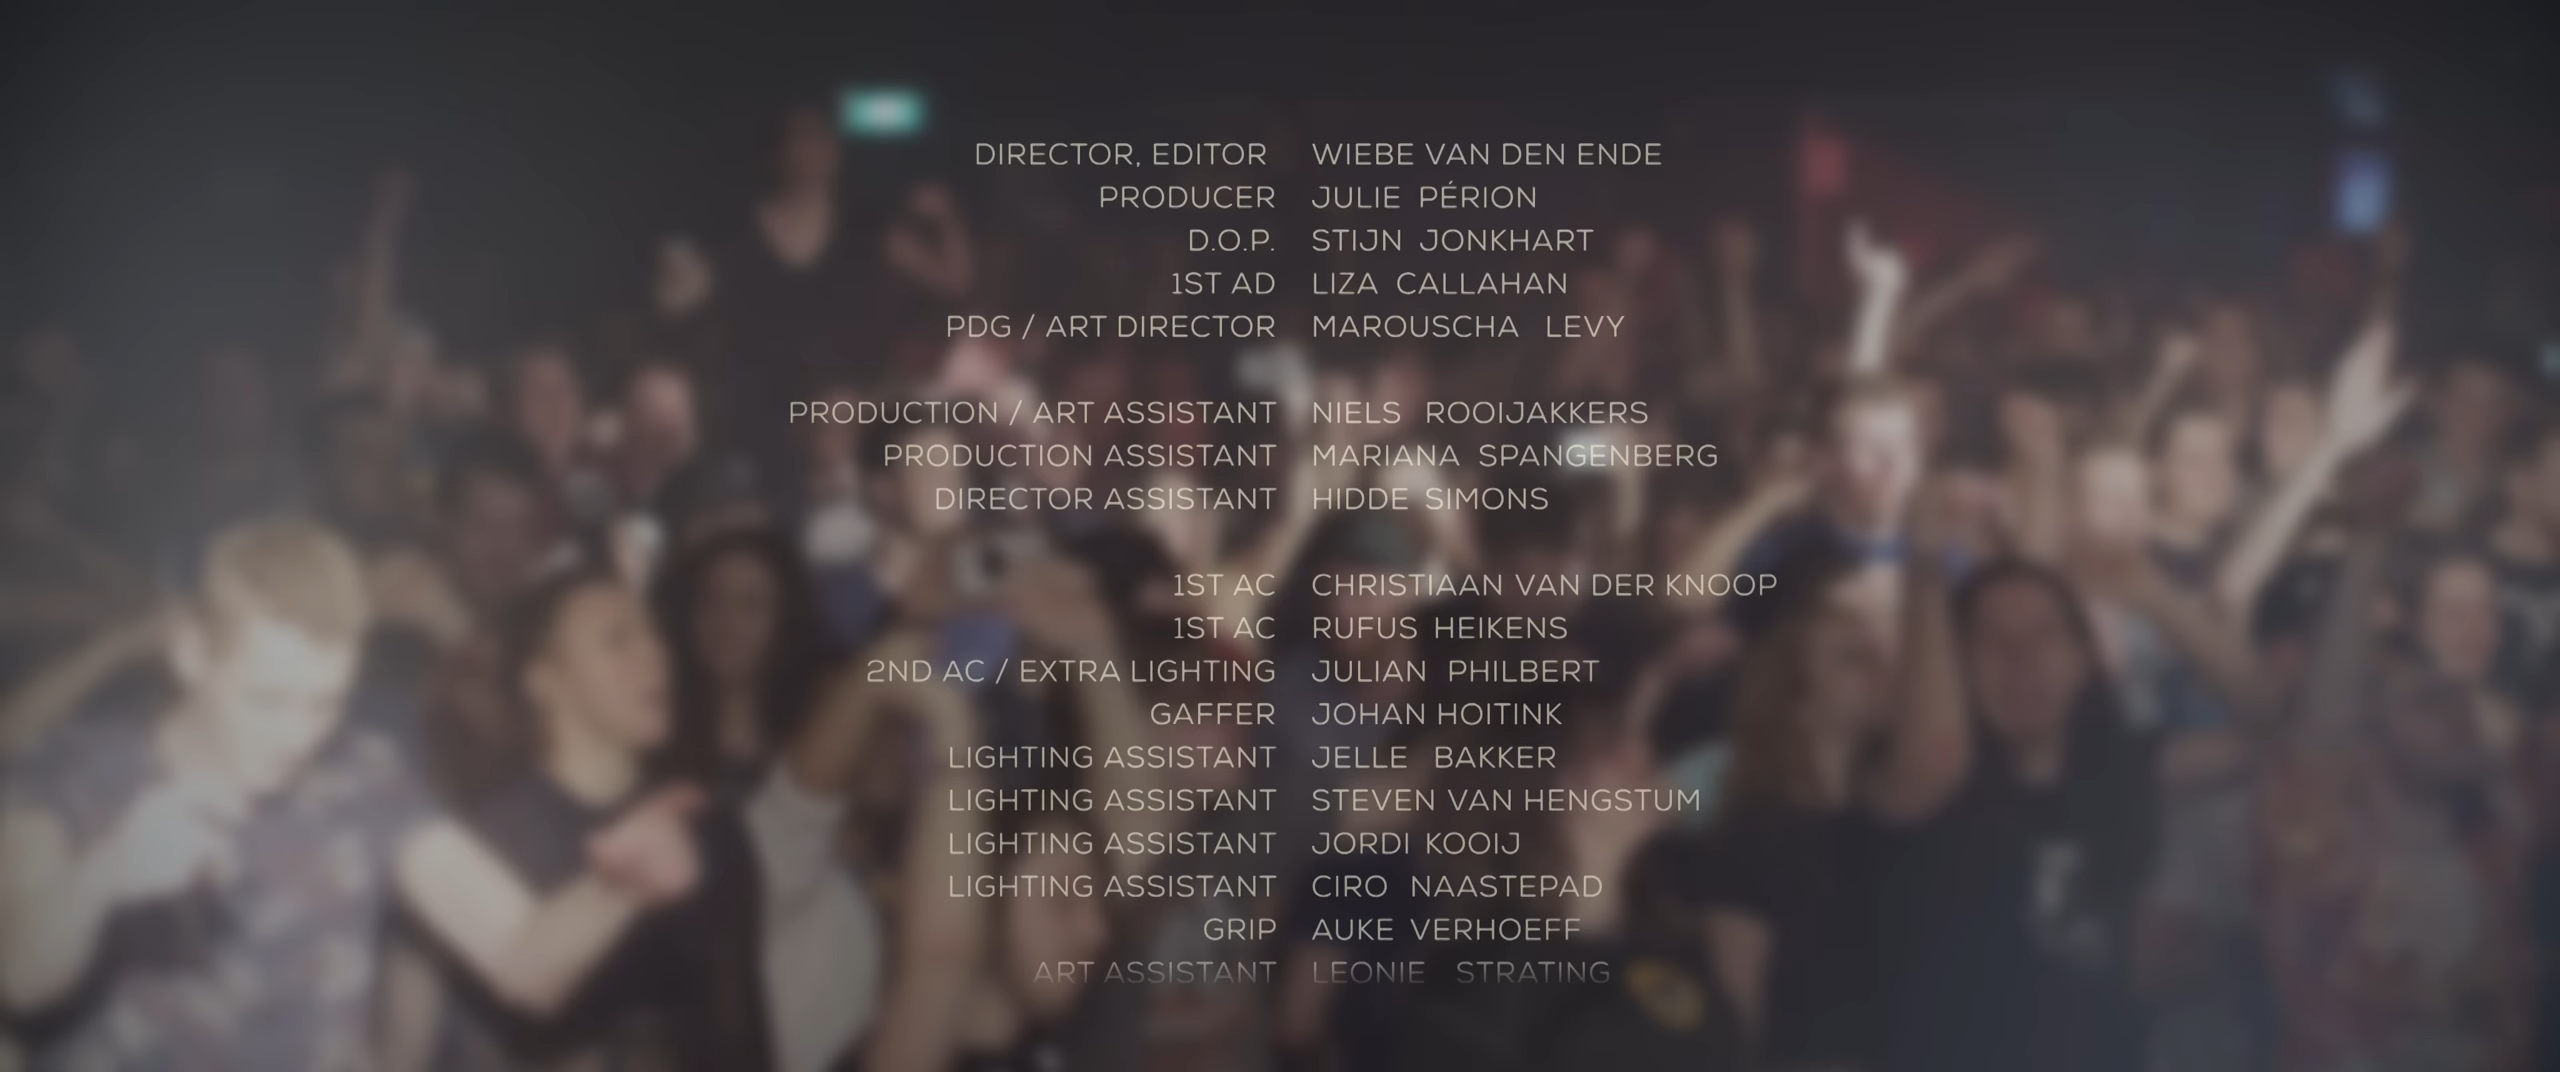 DIRECTOR, EDITOR WIEBE VAN DEN ENDE
PRODUCER JULIE PÉRION
D.O.P. STIJN JONKHART
1ST AD LIZA CALLAHAN
PDG / ART DIRECTOR MAROUSCHA LEVY
PRODUCTION / ART ASSISTANT NIELS ROOIJAKKERS
PRODUCTION ASSISTANT MARIANA SPANGENBERG
DIRECTOR ASSISTANT HIDDE SIMONS
1ST AC CHRISTIAAN VAN DER KNOOP
1ST AC RUFUS HEIKENS
2ND AC / EXTRA LIGHTING JULIAN PHILBERT
GAFFER JOHAN HOITINK
LIGHTING ASSISTANT JELLE BAKKER
LIGHTING ASSISTANT STEVEN VAN HENGSTUM
LIGHTING ASSISTANT JORDI KOOIJ
LIGHTING ASSISTANT CIRO NAASTEPAD
GRIP AUKE VERHOEFF
ART ASSISTANT LEONIE STRATING